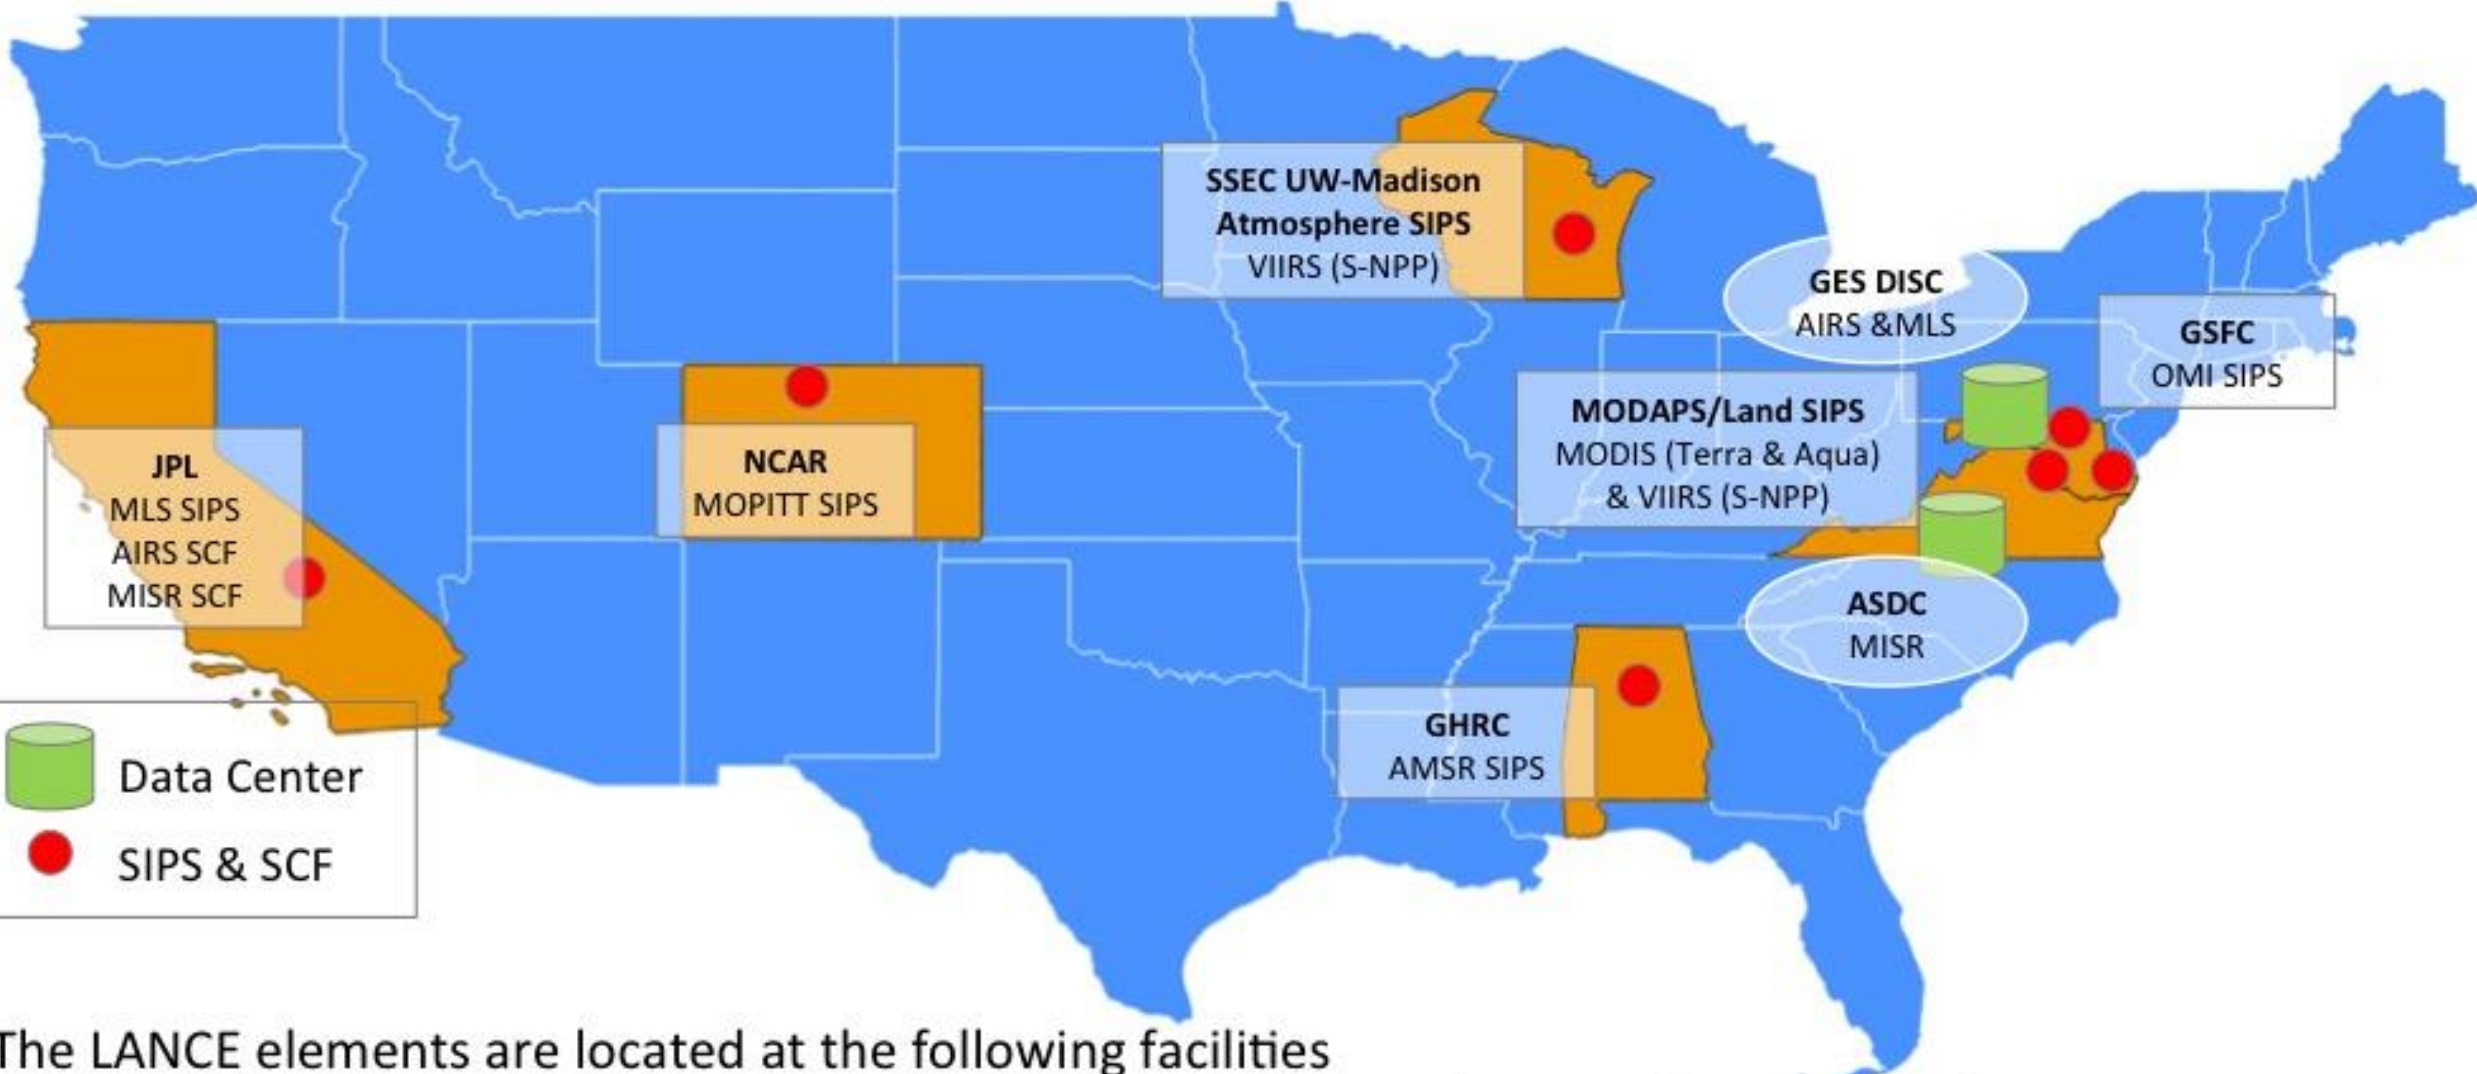 SSEC UW-Madison
Atmosphere SIPS
VIIRS (S-NPP)
GES DISC
AIRS &MLS
GSFC
OMI SIPS
MODAPS/Land SIPS
MODIS (Terra & Aqua)
& VIIRS (S-NPP)
JPL
MLS SIPS
AIRS SCF
MISR SCF
NCAR
MOPITT SIPS
ASDC
MISR
GHRC
AMSR SIPS
Data Center
SIPS & SCF
The LANCE elements are located at the following facilities